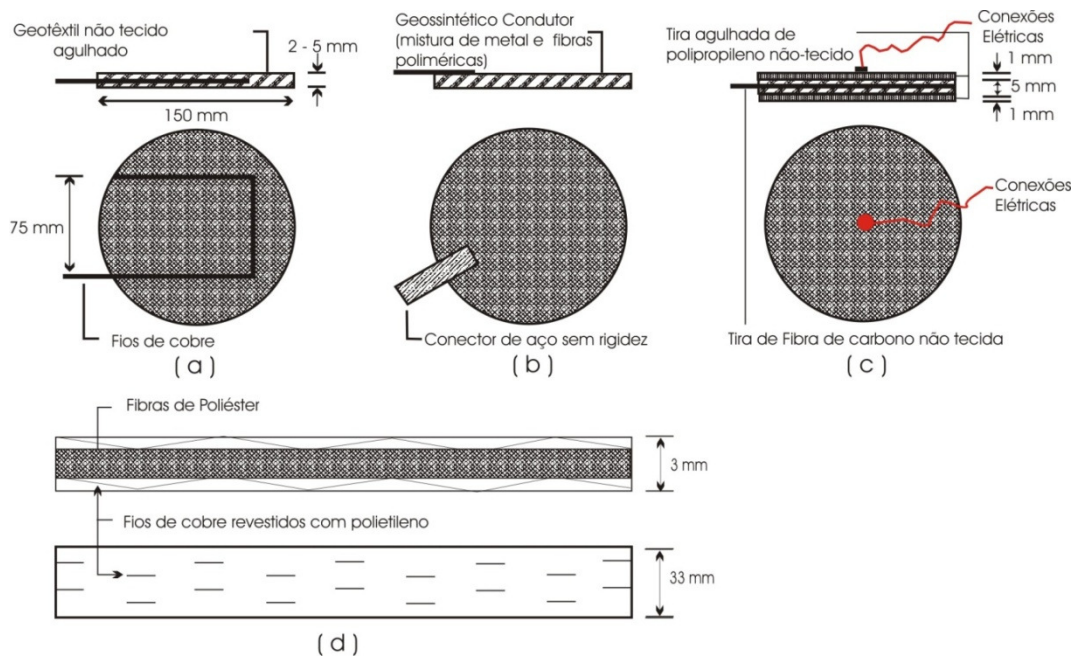 Geotêxtil não tecido
agulhado
2 - 5 mm
150 mm
75 mm
Fios de cobre
(a)
Geossintético Condutor
(mistura de metal e fibras
poliméricas)
Conector de aço sem rigidez
(b)
Conexões
Elétricas
Tira agulhada de
polipropileno não-tecido
1 mm
5 mm
1 mm
Conexões
Elétricas
Tira de Fibra de carbono não tecida
(c)
Fibras de Poliéster
3 mm
Fios de cobre revestidos com polietileno
33 mm
(d)